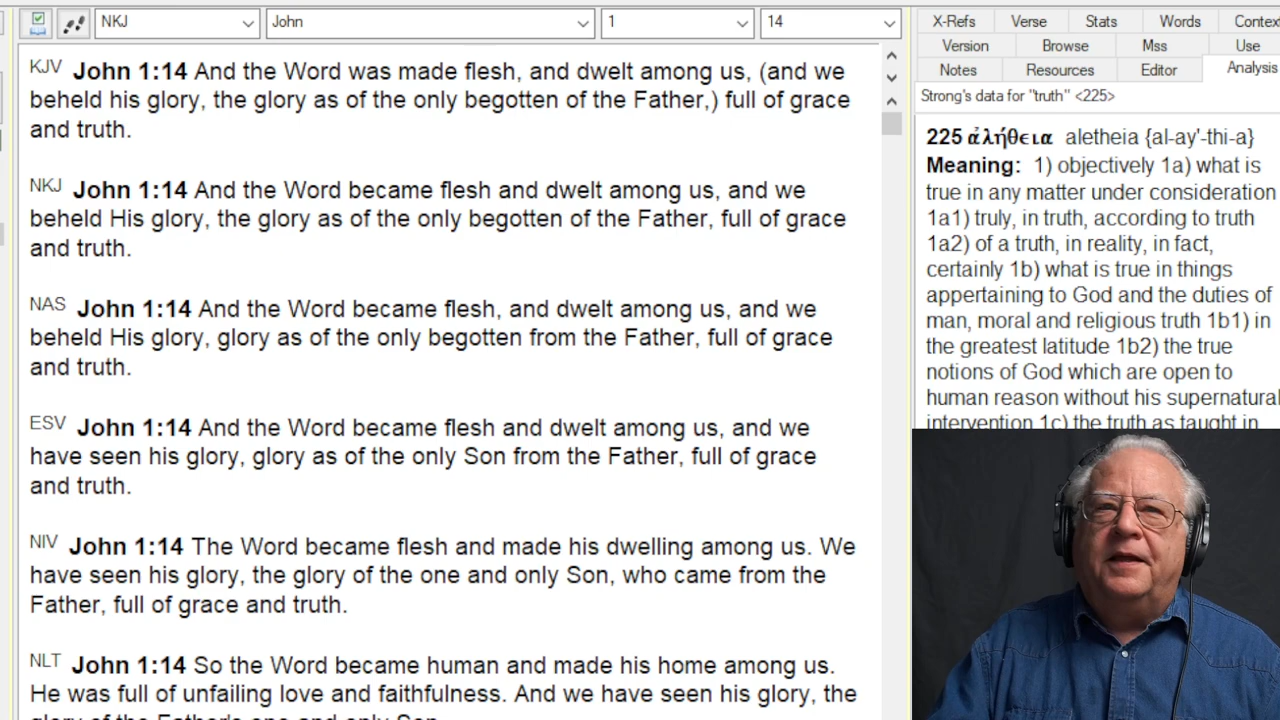 NKJ John 1 14
KJV John 1:14 And the Word was made flesh, and dwelt among us, (and we
beheld his glory, the glory as of the only begotten of the Father,) full of grace
and truth.
NKJ John 1:14 And the Word became flesh and dwelt among us, and we
beheld His glory, the glory as of the only begotten of the Father, full of grace
and truth.
NAS John 1:14 And the Word became flesh, and dwelt among us, and we
beheld His glory, glory as of the only begotten from the Father, full of grace
and truth.
ESV John 1:14 And the Word became flesh and dwelt among us, and we
have seen his glory, glory as of the only Son from the Father, full of grace
and truth.
NIV John 1:14 The Word became flesh and made his dwelling among us. We
have seen his glory, the glory of the one and only Son, who came from the
Father, full of grace and truth.
NLT John 1:14 So the Word became human and made his home among us.
He was full of unfailing love and faithfulness. And we have seen his glory, the
glory of the Father's one and only Son.
X-Refs Verse Stats Words Contex
Version Browse Mss Use
Notes Resources Editor Analysis
Strong's data for "truth" <225>
225 ἀλήθεια aletheia {al-ay'-thi-a}
Meaning: 1) objectively 1a) what is
true in any matter under consideration
1a1) truly, in truth, according to truth
1a2) of a truth, in reality, in fact,
certainly 1b) what is true in things
appertaining to God and the duties of
man, moral and religious truth 1b1) in
the greatest latitude 1b2) the true
notions of God which are open to
human reason without his supernatural
intervention 1c) the truth as taught in